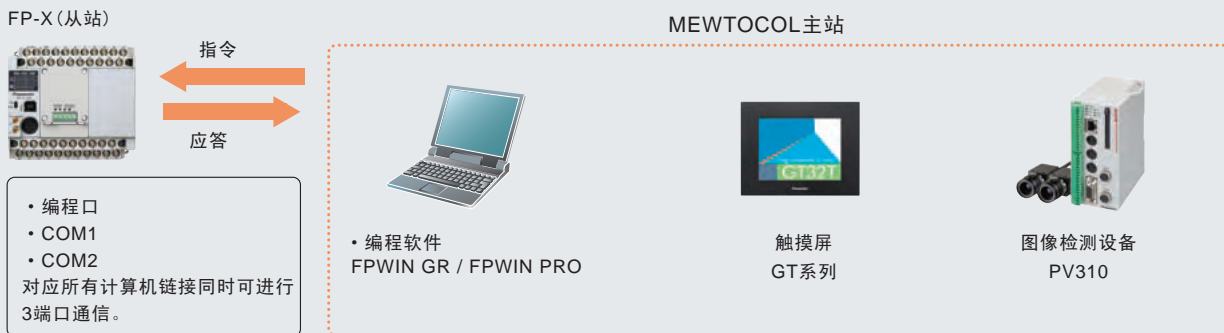 FP-X(从站)
MEWTOCOL主站
指令
应答
GT32T
Panasonic
・编程口
・COM1
・COM2
对应所有计算机链接同时可进行
3端口通信。
・编程软件
FPWIN GR / FPWIN PRO
触摸屏
GT系列
图像检测设备
PV310